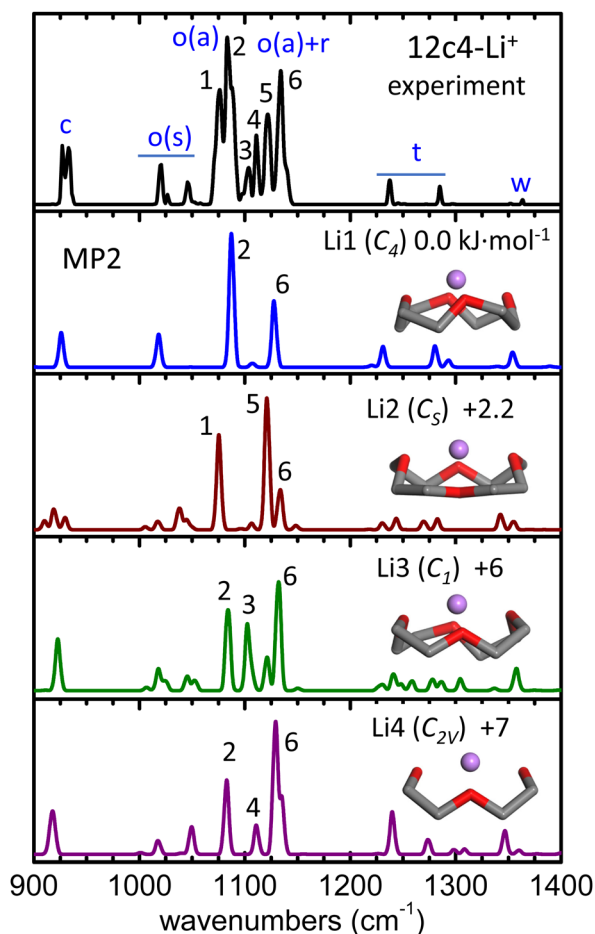 o(a) 2 o(a)+r 12c4-Li⁺
1 6 experiment
5
c o(s) 4 t
3
w
MP2 2 Li1 (C₄) 0.0 kJ·mol⁻¹
6
1 5 Li2 (Cₛ) +2.2
6
2 3 6 Li3 (C₁) +6
2 6 Li4 (C₂ᵥ) +7
4
900 1000 1100 1200 1300 1400
wavenumbers (cm⁻¹)